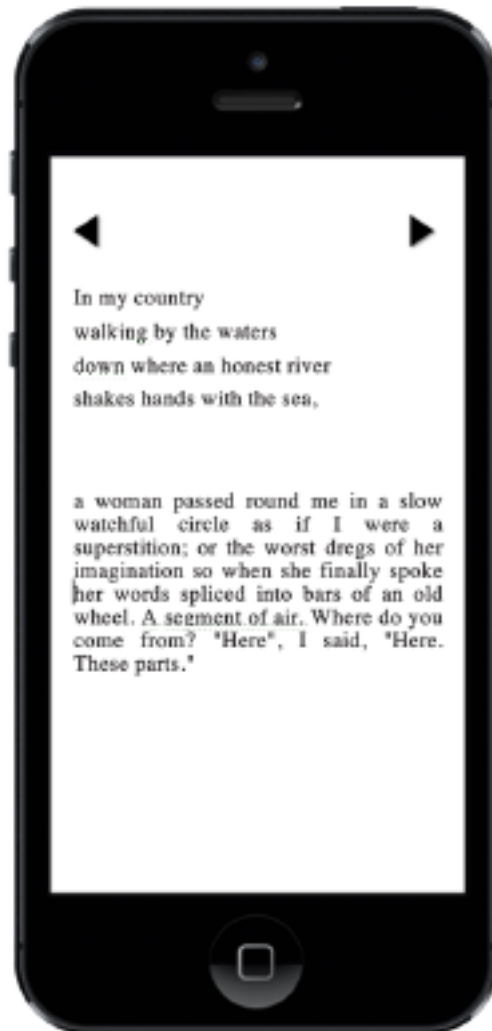 In my country
walking by the waters
down where an honest river
shakes hands with the sea,
a woman passed round me in a slow
watchful circle as if I were a
superstition; or the worst dregs of her
imagination so when she finally spoke
her words spliced into bars of an old
wheel. A segment of air. Where do you
come from? "Here", I said, "Here.
These parts."